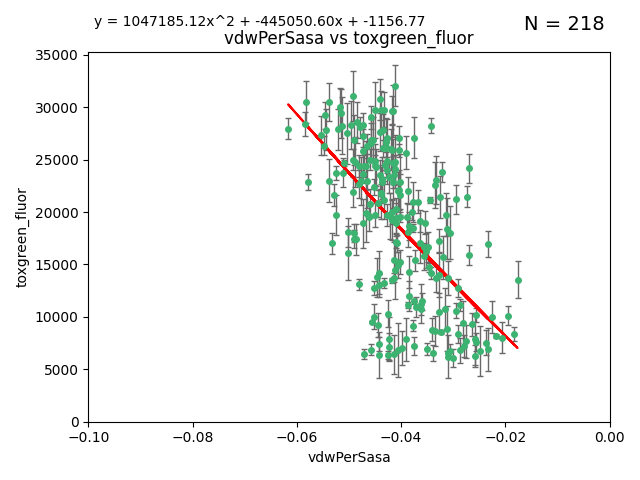 y = 1047185.12x^2 + -445050.60x + -1156.77
N = 218
vdwPerSasa vs toxgreen_fluor
35000
30000
25000
20000
15000
10000
5000
0
toxgreen_fluor
−0.10 −0.08 −0.06 −0.04 −0.02 0.00
vdwPerSasa